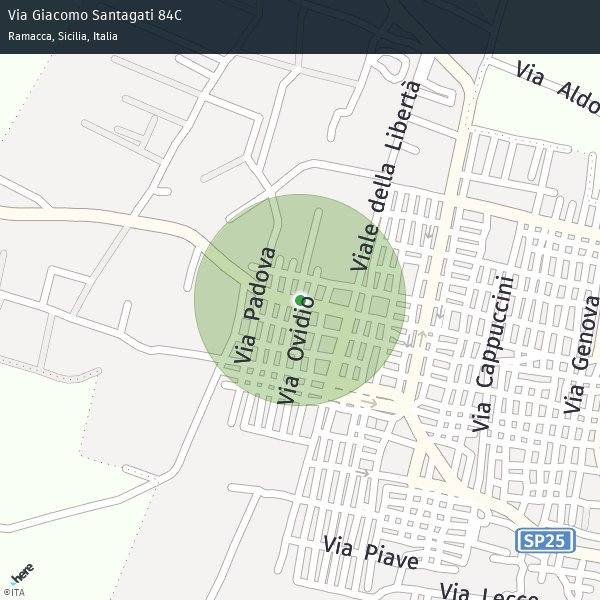 Via Giacomo Santagati 84C
Ramacca, Sicilia, Italia
Via Aldo
Viale della Libertà
Via Padova
Via Ovidio
Via Cappuccini
Via Genova
SP25
Via Piave
Via Lecce
here
©ITA